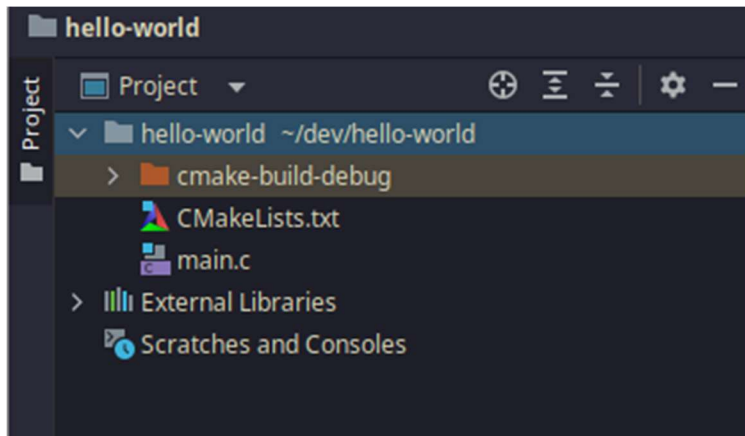 hello-world
Project
Project
hello-world ~/dev/hello-world
cmake-build-debug
CMakeLists.txt
main.c
External Libraries
Scratches and Consoles